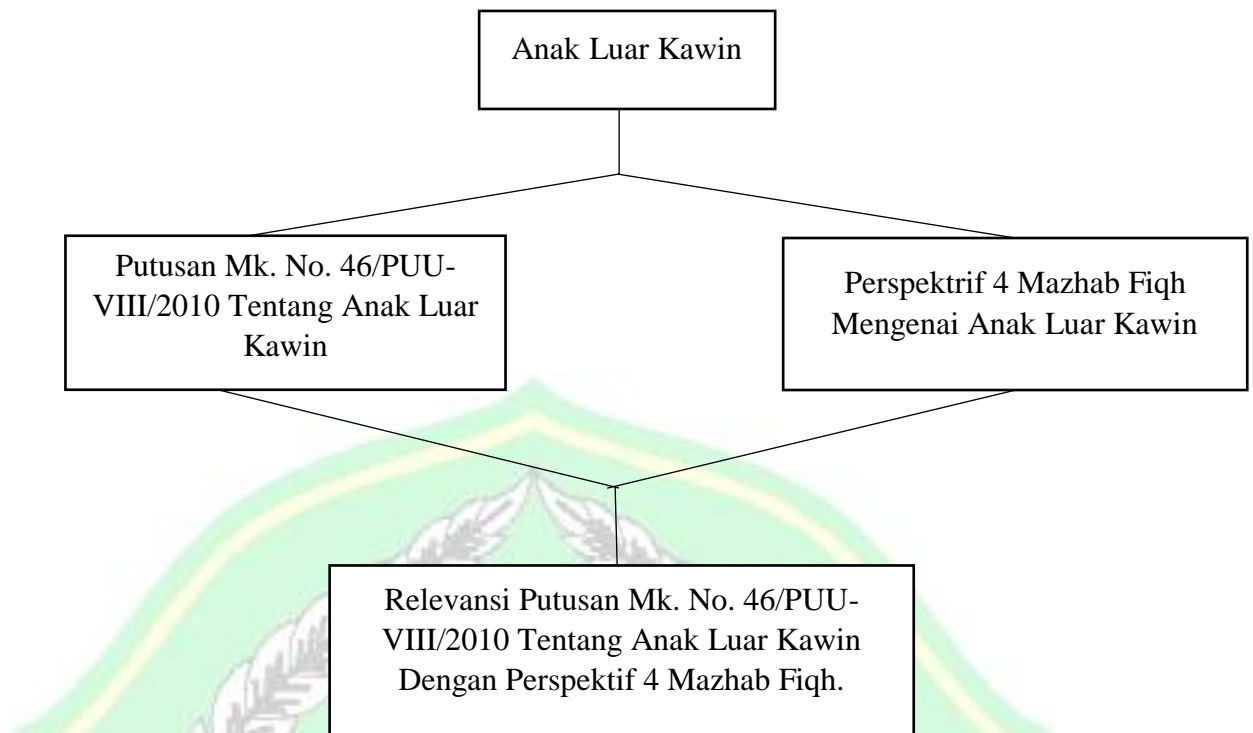 Anak Luar Kawin
Putusan Mk. No. 46/PUU-
VIII/2010 Tentang Anak Luar
Kawin
Perspektrif 4 Mazhab Fiqh
Mengenai Anak Luar Kawin
Relevansi Putusan Mk. No. 46/PUU-
VIII/2010 Tentang Anak Luar Kawin
Dengan Perspektif 4 Mazhab Fiqh.